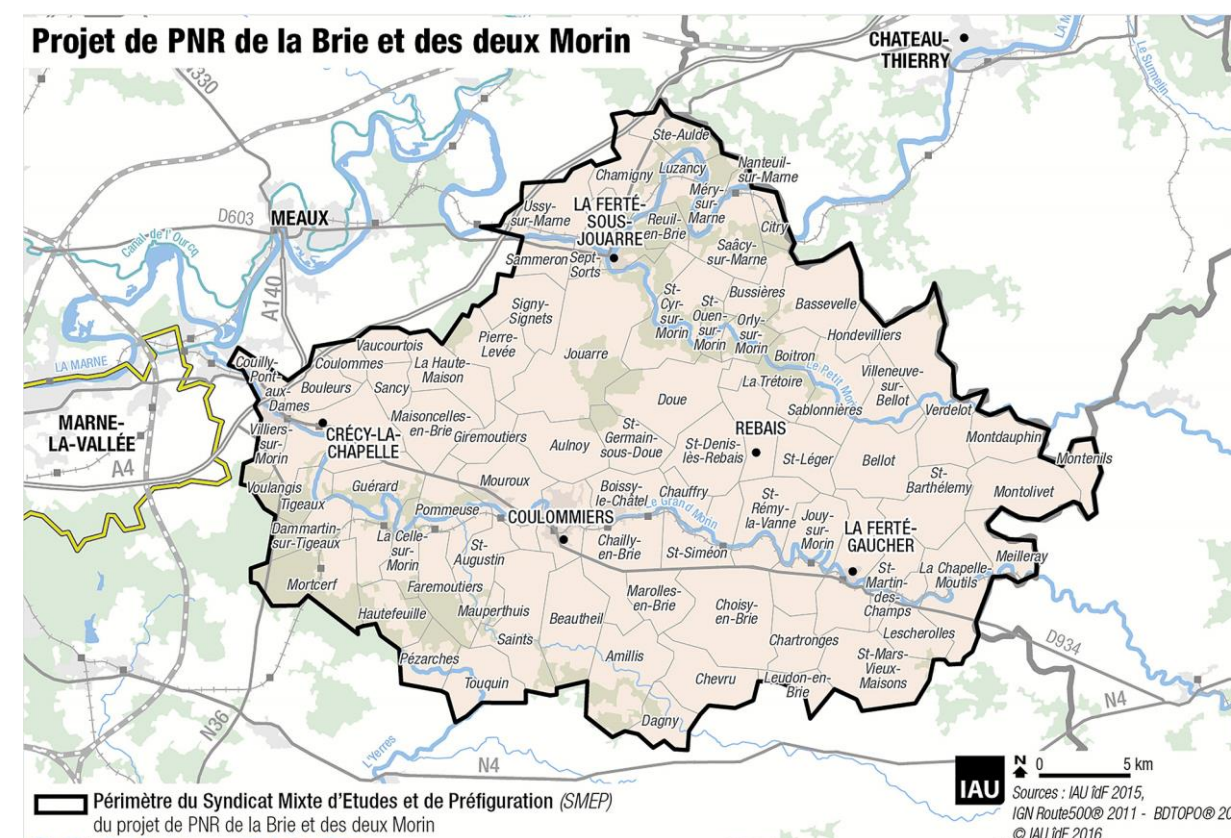 Projet de PNR de la Brie et des deux Morin
CHATEAU-
THIERRY
LA MA
Le Surmelin
N330
Ste-Aulde
Luzancy
Nanteuil-
sur-Marne
Chamigny
Méry-
sur-
Marne
Ussy-
sur-Marne
LA FERTÉ-
SOUS-
JOUARRE
Reuil-
en-Brie
Citry
MEAUX
D603
Canal de l'Ourcq
Sammeron
Sept-
Sorts
Saâcy-
sur-Marne
A140
Signy-
Signets
St-
Cyr-
sur-
Morin
St-
Ouen-
sur-
Morin
Bussières
Orly-
sur-
Morin
Bassevelle
Hondevilliers
Pierre-
Levée
Jouarre
Boitron
Le Petit Morin
Villeneuve-
sur-
Bellot
LA MARNE
Couilly-
Pont-
aux-
Dames
Vaucourtois
Coulommes
Bouleurs
Sancy
La Haute-
Maison
La Trétoire
Doue
Sablonnières
Verdelot
MARNE-
LA-VALLÉE
A4
Villiers-
sur-
Morin
CRÉCY-LA-
CHAPELLE
Maisoncelles-
en-Brie
Giremoutiers
Aulnoy
St-
Germain-
sous-Doue
St-Denis-
lès-Rebais
REBAIS
St-Léger
Bellot
Montdauphin
Montenils
St-
Barthélemy
Montolivet
Voulangis
Tigeaux
Guérard
Mouroux
Boissy-
le-Châtel
Chauffry
Le Grand Morin
St-
Rémy-
la-Vanne
Pommeuse
COULOMMIERS
Jouy-
sur-
Morin
LA FERTÉ-
GAUCHER
Dammartin-
sur-Tigeaux
La Celle-
sur-
Morin
St-
Augustin
Chailly-
en-Brie
St-Siméon
Meilleray
La Chapelle-
Moutils
St-
Martin-
des-
Champs
Mortcerf
Faremoutiers
Hautefeuille
Mauperthuis
Saints
Beautheil
Marolles-
en-Brie
Choisy-
en-Brie
Chartronges
Lescherolles
D934
St-Mars-
Vieux-
Maisons
Pézarches
Touquin
Amillis
Chevru
Leudon-en-
Brie
Dagny
N36
L'Yerres
N4
N4
Périmètre du Syndicat Mixte d'Etudes et de Préfiguration (SMEP)
du projet de PNR de la Brie et des deux Morin
IAU
N
0 5 km
Sources : IAU îdF 2015,
IGN Route500® 2011 - BDTOPO® 2.
© IAU îdF 2016